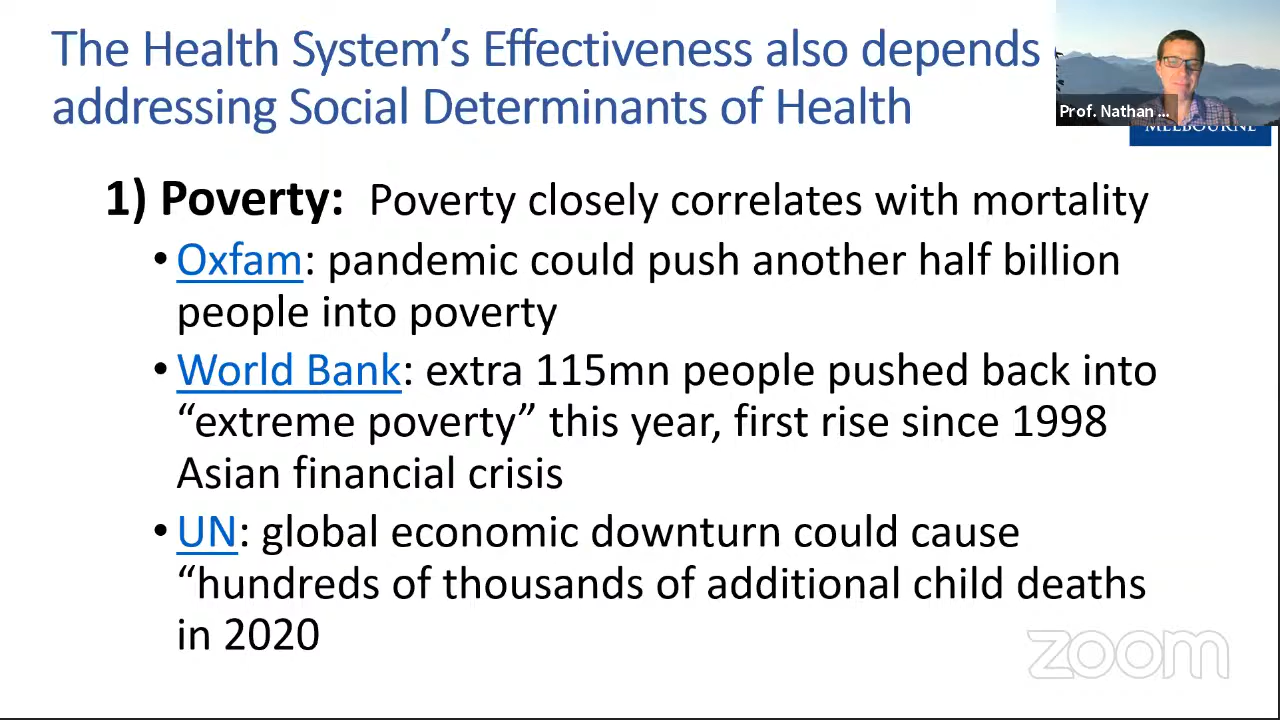 The Health System’s Effectiveness also depends
addressing Social Determinants of Health
Prof. Nathan ...
MELBOURNE
1) Poverty: Poverty closely correlates with mortality
• Oxfam: pandemic could push another half billion
people into poverty
• World Bank: extra 115mn people pushed back into
“extreme poverty” this year, first rise since 1998
Asian financial crisis
• UN: global economic downturn could cause
“hundreds of thousands of additional child deaths
in 2020
zoom